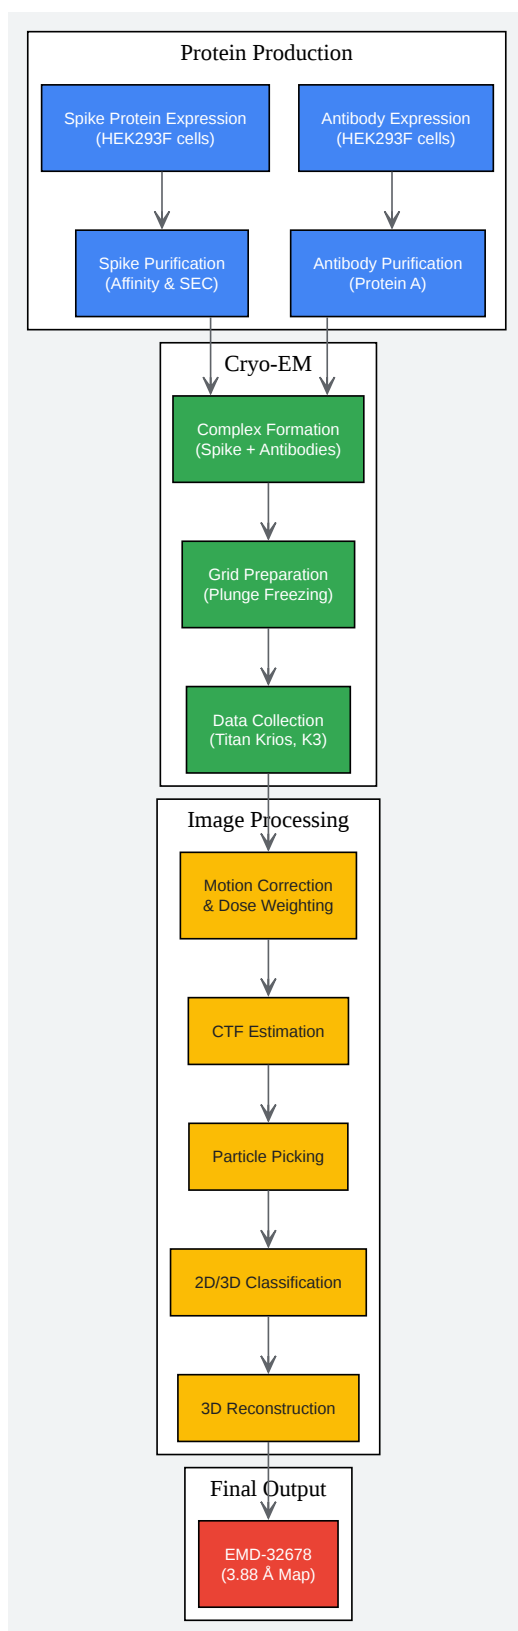 Protein Production
Spike Protein Expression
(HEK293F cells)
Antibody Expression
(HEK293F cells)
Spike Purification
(Affinity & SEC)
Antibody Purification
(Protein A)
Cryo-EM
Complex Formation
(Spike + Antibodies)
Grid Preparation
(Plunge Freezing)
Data Collection
(Titan Krios, K3)
Image Processing
Motion Correction
& Dose Weighting
CTF Estimation
Particle Picking
2D/3D Classification
3D Reconstruction
Final Output
EMD-32678
(3.88 Å Map)